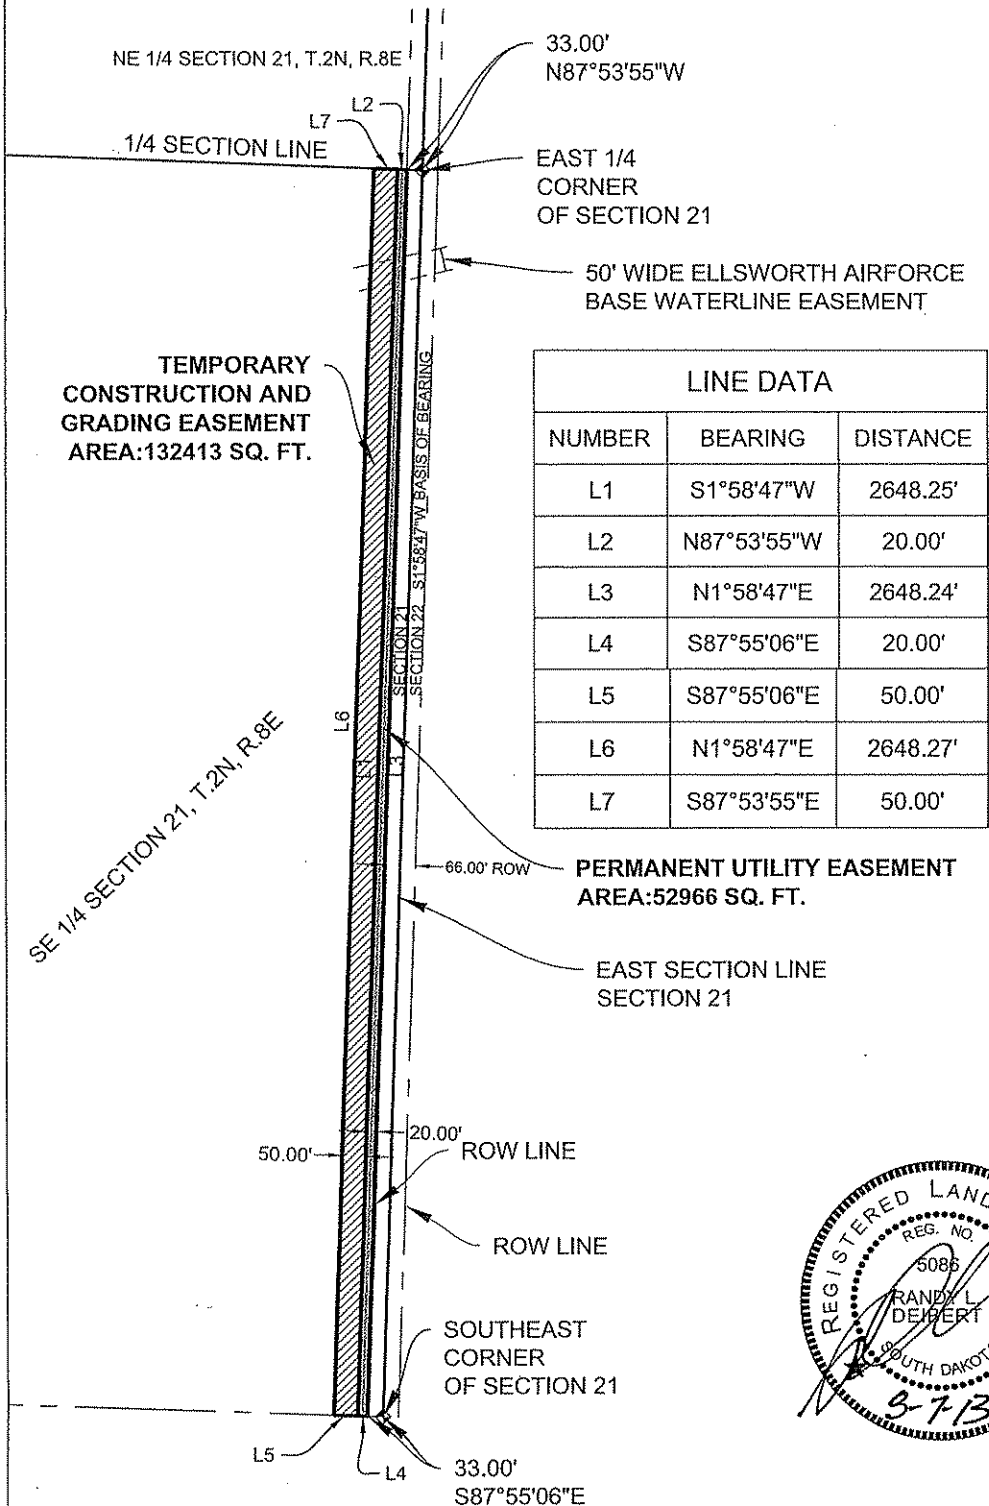 NE 1/4 SECTION 21, T.2N, R.8E
33.00'
N87°53'55"W
L2
L7
1/4 SECTION LINE
EAST 1/4
CORNER
OF SECTION 21
50' WIDE ELLSWORTH AIRFORCE
BASE WATERLINE EASEMENT
TEMPORARY
CONSTRUCTION AND
GRADING EASEMENT
AREA:132413 SQ. FT.
LINE DATA
NUMBER BEARING DISTANCE
L1 S1°58'47"W 2648.25'
L2 N87°53'55"W 20.00'
L3 N1°58'47"E 2648.24'
L4 S87°55'06"E 20.00'
L5 S87°55'06"E 50.00'
L6 N1°58'47"E 2648.27'
L7 S87°53'55"E 50.00'
S1°58'47"W BASIS OF BEARING
SECTION 21
SECTION 22
L6
L3
SE 1/4 SECTION 21, T.2N, R.8E
66.00' ROW
PERMANENT UTILITY EASEMENT
AREA:52966 SQ. FT.
EAST SECTION LINE
SECTION 21
20.00'
50.00'
ROW LINE
ROW LINE
SOUTHEAST
CORNER
OF SECTION 21
L5
L4
33.00'
S87°55'06"E
REGISTERED LAND
REG. NO.
5086
RANDY L.
DEIBERT
SOUTH DAKOTA